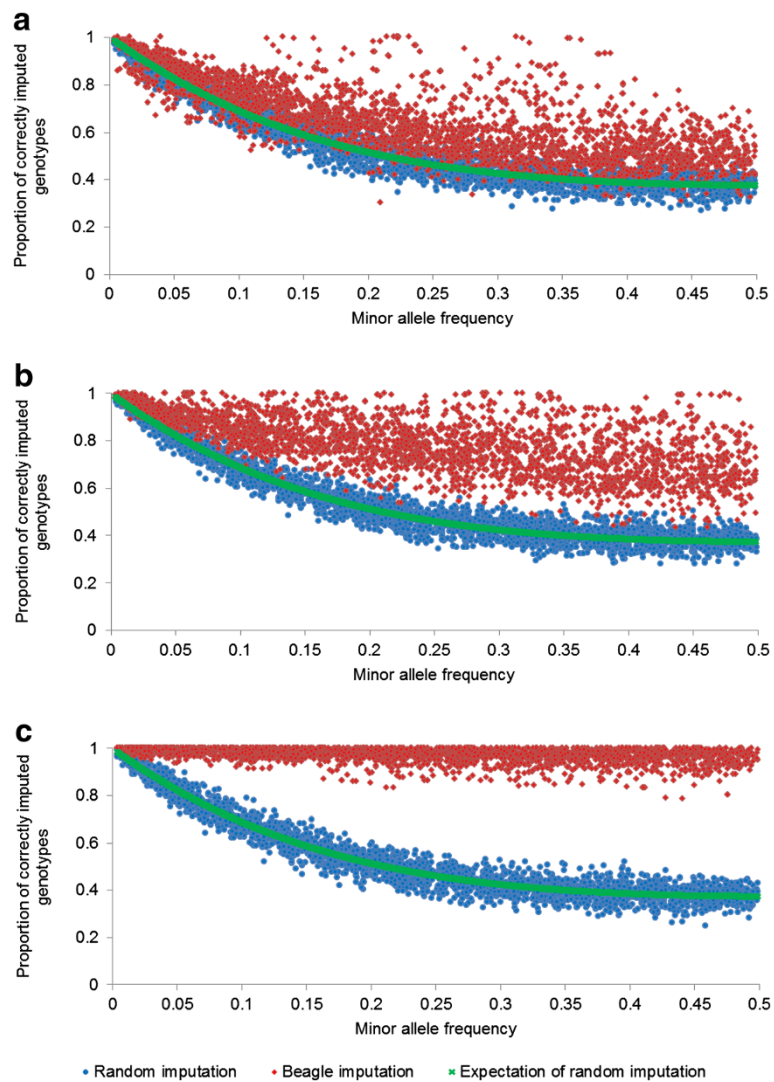 a
Proportion of correctly imputed
genotypes
1
0.8
0.6
0.4
0.2
0
0 0.05 0.1 0.15 0.2 0.25 0.3 0.35 0.4 0.45 0.5
Minor allele frequency
b
Proportion of correctly imputed
genotypes
1
0.8
0.6
0.4
0.2
0
0 0.05 0.1 0.15 0.2 0.25 0.3 0.35 0.4 0.45 0.5
Minor allele frequency
c
Proportion of correctly imputed
genotypes
1
0.8
0.6
0.4
0.2
0
0 0.05 0.1 0.15 0.2 0.25 0.3 0.35 0.4 0.45 0.5
Minor allele frequency
Random imputation Beagle imputation Expectation of random imputation